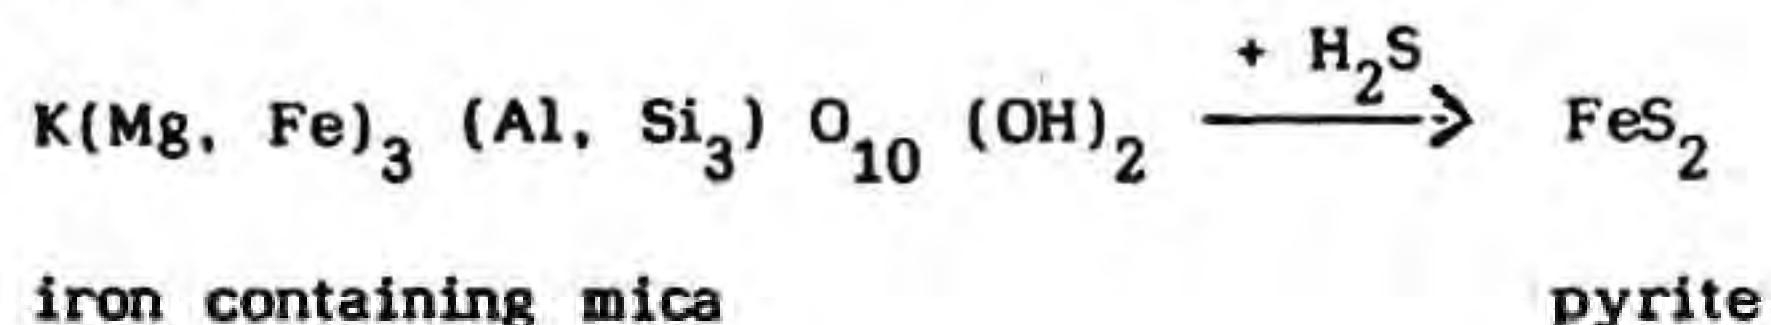 K(Mg, Fe)₃ (Al, Si₃) O₁₀ (OH)₂ + H₂S → FeS₂
iron containing mica pyrite